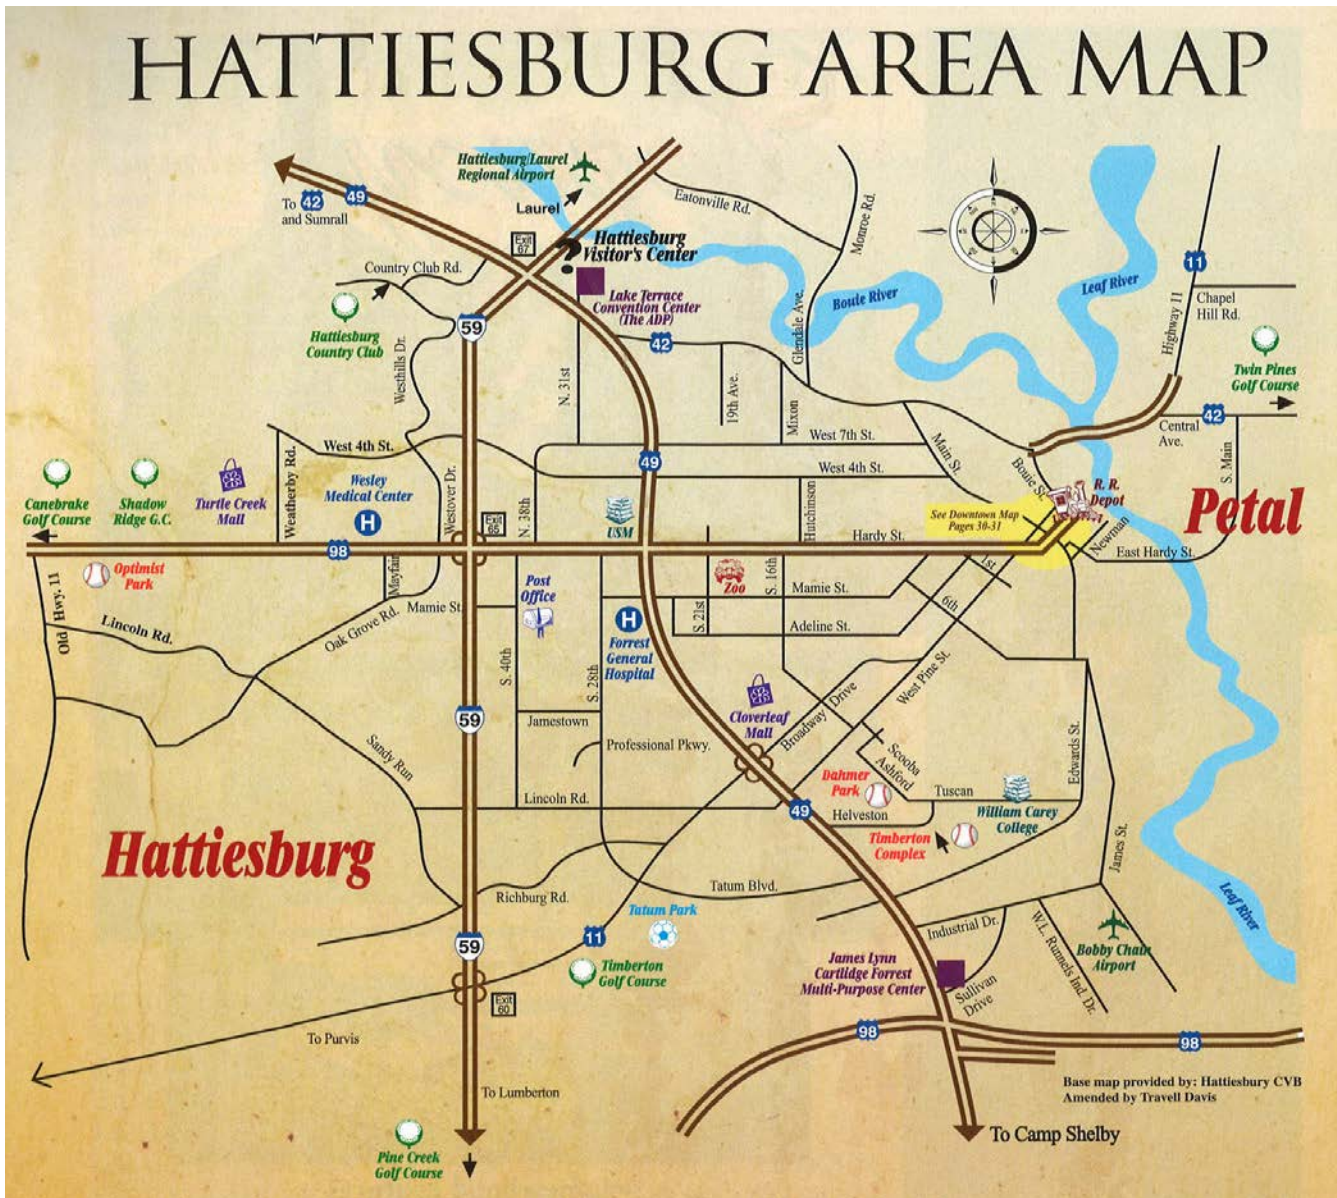 HATTIESBURG AREA MAP
Hattiesburg/Laurel
Regional Airport
Laurel
To 42
and Sumrall
49
Exit
67
?
Hattiesburg
Visitor's Center
Eatonville Rd.
Monroe Rd.
Country Club Rd.
Hattiesburg
Country Club
59
Lake Terrace
Convention Center
(The ADP)
42
Bouie River
Leaf River
11
Chapel
Hill Rd.
Highway 11
Glendale Ave.
Westhills Dr.
N. 31st
19th Ave.
Mixon
Twin Pines
Golf Course
42
Central
Ave.
S. Main
West 7th St.
West 4th St.
West 4th St.
Main St.
Bouie St.
Weatherby Rd.
49
Canebrake
Golf Course
Shadow
Ridge G.C.
Turtle Creek
Mall
Wesley
Medical Center
H
Westover Dr.
Exit
65
N. 38th
USM
Hutchinson
Hardy St.
See Downtown Map
Pages 30-31
R. R.
Depot
Petal
Newman
East Hardy St.
98
Optimist
Park
Mayfair
Old Hwy. 11
Lincoln Rd.
Oak Grove Rd.
Mamie St.
Post
Office
H
Forrest
General
Hospital
Zoo
S. 16th
S. 21st
Mamie St.
Adeline St.
1st
6th
S. 40th
S. 28th
59
Jamestown
Professional Pkwy.
Cloverleaf
Mall
Broadway Drive
West Pine St.
Sandy Run
Lincoln Rd.
Scooba
Ashford
Dahmer
Park
Tuscan
Helveston
49
Edwards St.
William Carey
College
Timberton
Complex
James St.
Hattiesburg
Richburg Rd.
Tatum Blvd.
Tatum Park
11
59
Timberton
Golf Course
Industrial Dr.
W.L. Runnels Ind. Dr.
Bobby Chain
Airport
Leaf River
James Lynn
Cartlidge Forrest
Multi-Purpose Center
Sullivan
Drive
Exit
60
To Purvis
98
98
To Lumberton
Base map provided by: Hattiesbury CVB
Amended by Travell Davis
To Camp Shelby
Pine Creek
Golf Course